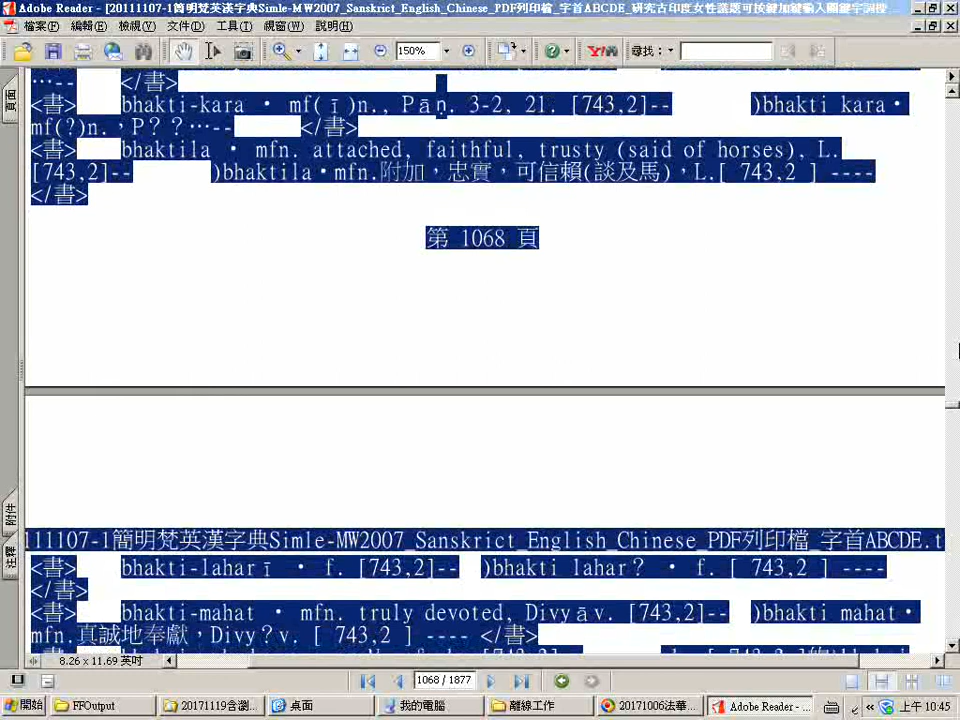 Adobe Reader - [20111107-1簡明梵英漢字典Simle-MW2007_Sanskrict_English_Chinese_PDF列印檔_字首ABCDE_研究古印度女性議題可按鍵加鍵輸入關鍵字詞搜
檔案(F) 編輯(E) 檢視(V) 文件(D) 工具(T) 視窗(W) 說明(H)
150% 尋找:
頁面
…-- </書>
<書> bhakti-kara • mf( ī )n., Pāṇ. 3-2, 21. [743,2]-- )bhakti kara•
mf(?)n.，P？？…-- </書>
<書> bhaktila • mfn. attached, faithful, trusty (said of horses), L.
[743,2]-- )bhaktila•mfn.附加，忠實，可信賴(談及馬)，L.[ 743,2 ] ----
</書>
第 1068 頁
附件
注釋
111107-1簡明梵英漢字典Simle-MW2007_Sanskrict_English_Chinese_PDF列印檔_字首ABCDE.t
<書> bhakti-laharī • f. [743,2]-- )bhakti lahar？ • f. [ 743,2 ] ----
</書>
<書> bhakti-mahat • mfn. truly devoted, Divyāv. [743,2]-- )bhakti mahat•
mfn.真誠地奉獻，Divy？v. [ 743,2 ] ---- </書>
8.26 x 11.69 英吋
1068 / 1877
開始 FFOutput 20171119含瀏... 桌面 我的電腦 離線工作 20171006法華... Adobe Reader -... 上午 10:45